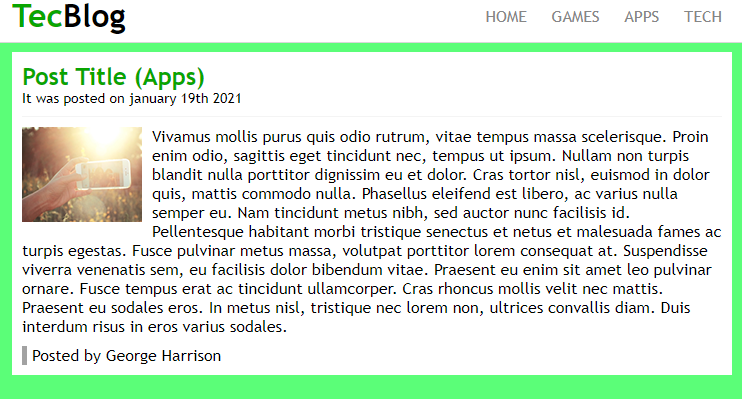 TecBlog
HOME GAMES APPS TECH
Post Title (Apps)
It was posted on january 19th 2021
Vivamus mollis purus quis odio rutrum, vitae tempus massa scelerisque. Proin
enim odio, sagittis eget tincidunt nec, tempus ut ipsum. Nullam non turpis
blandit nulla porttitor dignissim eu et dolor. Cras tortor nisl, euismod in dolor
quis, mattis commodo nulla. Phasellus eleifend est libero, ac varius nulla
semper eu. Nam tincidunt metus nibh, sed auctor nunc facilisis id.
Pellentesque habitant morbi tristique senectus et netus et malesuada fames ac
turpis egestas. Fusce pulvinar metus massa, volutpat porttitor lorem consequat at. Suspendisse
viverra venenatis sem, eu facilisis dolor bibendum vitae. Praesent eu enim sit amet leo pulvinar
ornare. Fusce tempus erat ac tincidunt ullamcorper. Cras rhoncus mollis velit nec mattis.
Praesent eu sodales eros. In metus nisl, tristique nec lorem non, ultrices convallis diam. Duis
interdum risus in eros varius sodales.
Posted by George Harrison